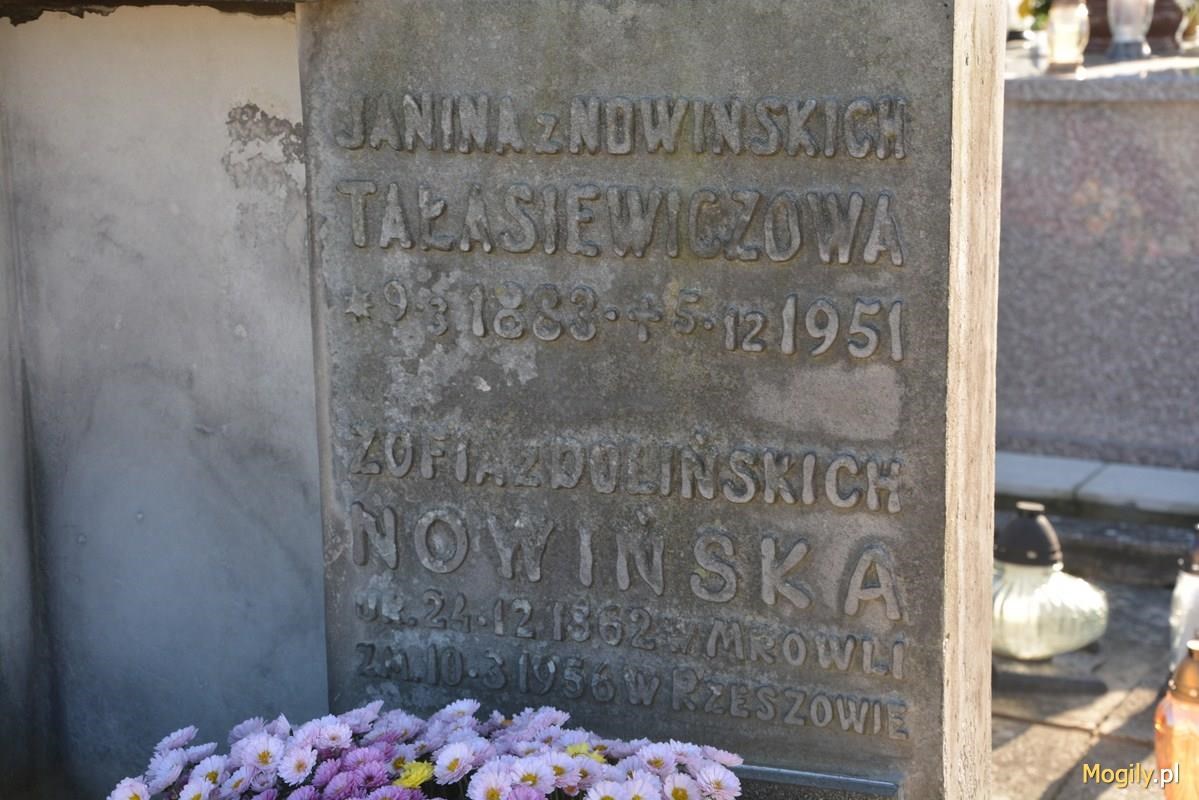 JANINA z NOWIŃSKICH
TAŁASIEWICZOWA
* 9·3 1883 · + 5·12 1951
ZOFIA z DOLIŃSKICH
NOWIŃSKA
UR. 24·12 1862 w MROWLI
ZM. 10·3 1956 w RZESZOWIE
Mogily.pl